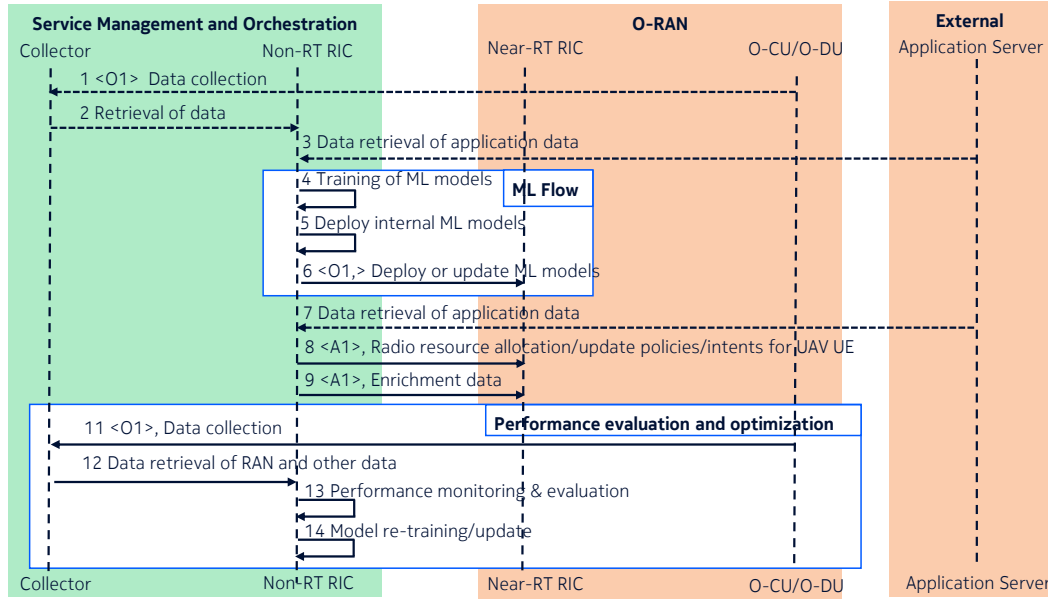 Service Management and Orchestration
O-RAN
External
Collector
Non-RT RIC
Near-RT RIC
O-CU/O-DU
Application Server
1 <O1> Data collection
2 Retrieval of data
3 Data retrieval of application data
4 Training of ML models
ML Flow
5 Deploy internal ML models
6 <O1,> Deploy or update ML models
7 Data retrieval of application data
8 <A1>, Radio resource allocation/update policies/intents for UAV UE
9 <A1>, Enrichment data
Performance evaluation and optimization
11 <O1>, Data collection
12 Data retrieval of RAN and other data
13 Performance monitoring & evaluation
14 Model re-training/update
Collector
Non-RT RIC
Near-RT RIC
O-CU/O-DU
Application Server